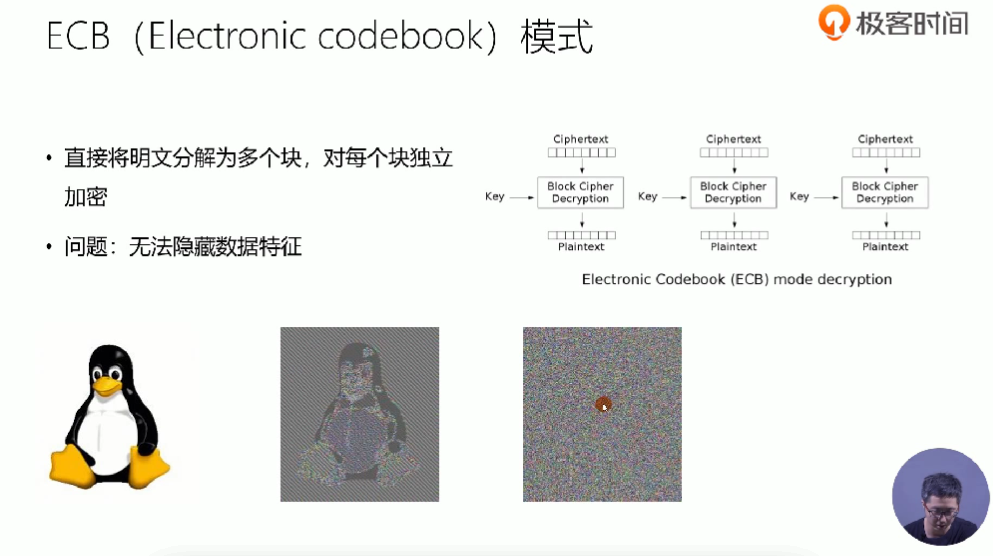 ECB（Electronic codebook）模式
极客时间
• 直接将明文分解为多个块，对每个块独立
加密
• 问题：无法隐藏数据特征
Ciphertext Ciphertext Ciphertext
Key Block Cipher Key Block Cipher Key Block Cipher
Decryption Decryption Decryption
Plaintext Plaintext Plaintext
Electronic Codebook (ECB) mode decryption